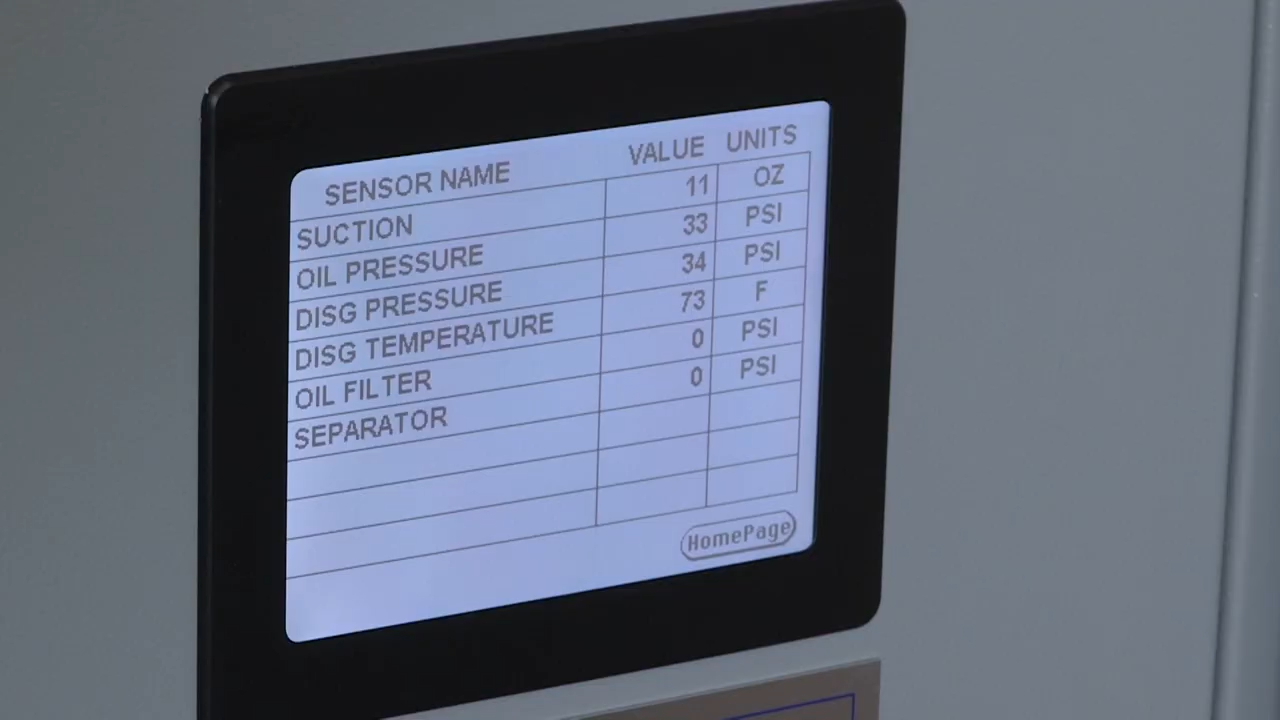 SENSOR NAME VALUE UNITS
SUCTION 11 OZ
OIL PRESSURE 33 PSI
DISG PRESSURE 34 PSI
DISG TEMPERATURE 73 F
OIL FILTER 0 PSI
SEPARATOR 0 PSI
HomePage